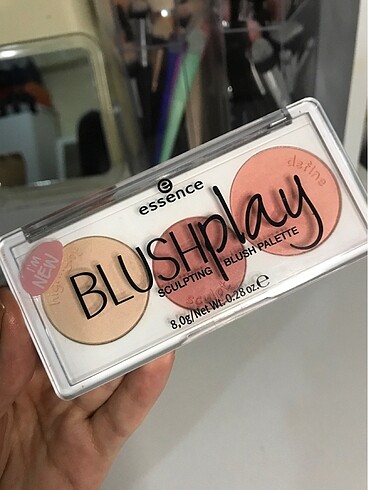 essence
I'M
NEW
BLUSHplay
SCULPTING BLUSH PALETTE
8,0g/Net Wt. 0.28 oz ℮
define